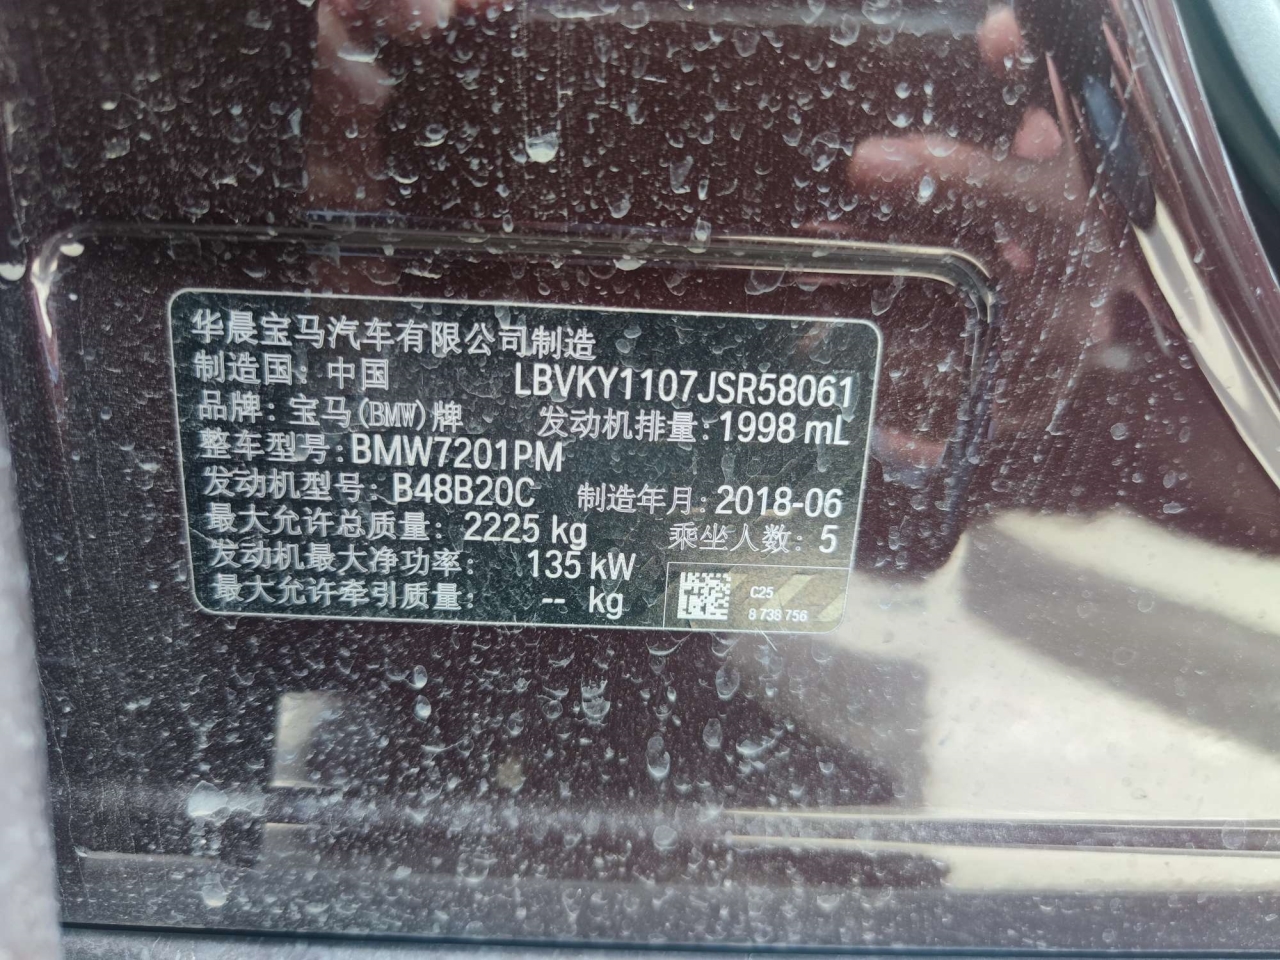 华晨宝马汽车有限公司制造
制造国: 中国 LBVKY1107JSR58061
品牌: 宝马(BMW)牌 发动机排量: 1998 mL
整车型号: BMW7201PM
发动机型号: B48B20C 制造年月: 2018-06
最大允许总质量: 2225 kg 乘坐人数: 5
发动机最大净功率: 135 kW
最大允许牵引质量: -- kg
C25
8 738 756